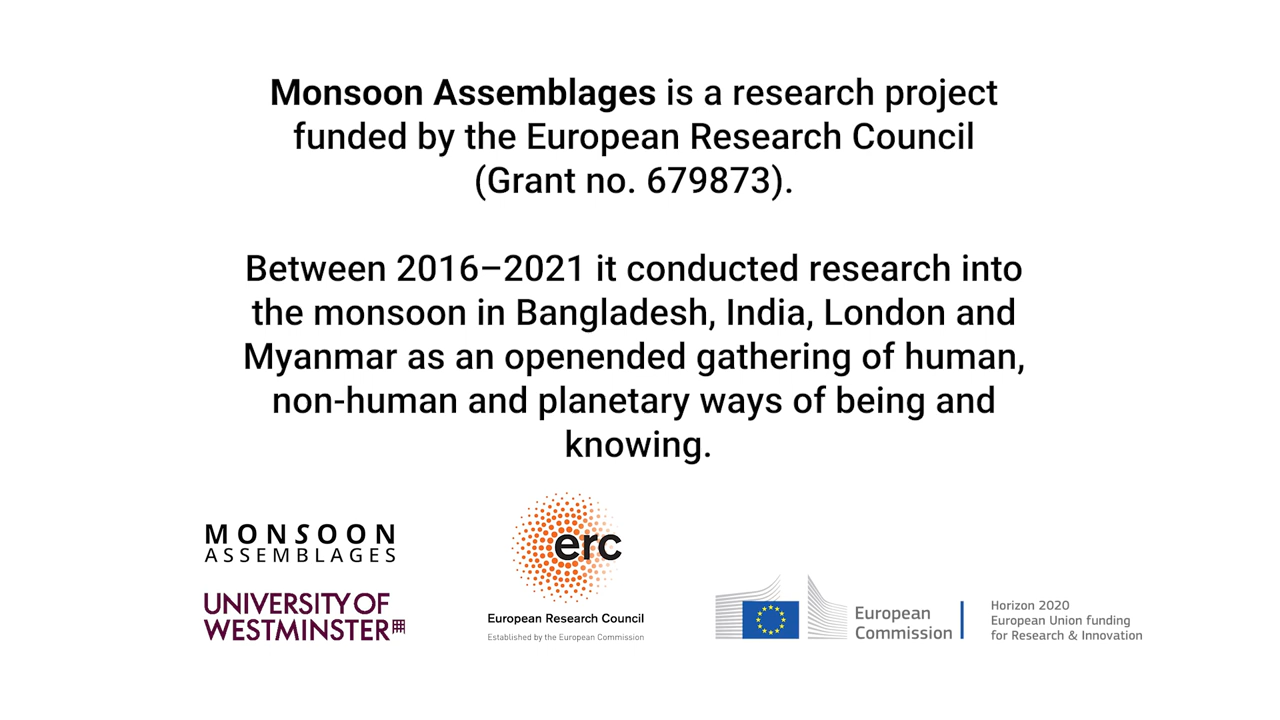 Monsoon Assemblages is a research project
funded by the European Research Council
(Grant no. 679873).
Between 2016–2021 it conducted research into
the monsoon in Bangladesh, India, London and
Myanmar as an openended gathering of human,
non-human and planetary ways of being and
knowing.
MONSOON
ASSEMBLAGES
UNIVERSITY OF
WESTMINSTER
erc
European Research Council
Established by the European Commission
European
Commission
Horizon 2020
European Union funding
for Research & Innovation